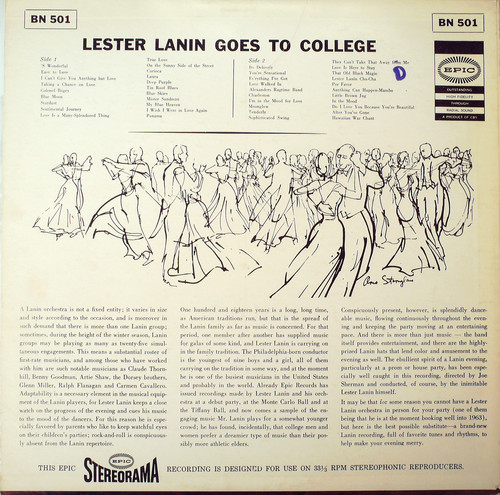 BN 501
BN 501
LESTER LANIN GOES TO COLLEGE
Side 1
'S Wonderful
Easy to Love
I Can't Give You Anything but Love
Taking a Chance on Love
Colonel Bogey
Blue Moon
Stardust
Sentimental Journey
Love Is a Many-Splendored Thing
True Love
On the Sunny Side of the Street
Corinna
Laura
Deep Purple
Tin Roof Blues
Blue Skies
Mister Sandman
My Blue Heaven
I Wish I Were in Love Again
Panama
Side 2
It's Delovely
You're Sensational
Everything I've Got
Love Walked In
Alexanders Ragtime Band
Charleston
I'm in the Mood for Love
Moonglow
Sophisticated Swing
They Can't Take That Away from Me
Love Is Here to Stay
That Old Black Magic
Lester Lanin Cha-Cha
Por Favor
Anything Can Happen-Mambo
Little Brown Jug
In the Mood
Do I Love You Because You're Beautiful
After You're Gone
Hawaiian War Chant
EPIC
OUTSTANDING
HIGH FIDELITY
THROUGH
RADIAL SOUND
A PRODUCT OF CBS
A Lanin orchestra is not a fixed entity; it varies in size
and style according to the occasion, and is moreover in
such demand that there is more than one Lanin group;
sometimes, during the height of the winter season, Lanin
groups may be playing as many as twenty-five simul-
taneous engagements. This means a substantial roster of
first-rate musicians, and among those who have worked
with him are such notable musicians as Claude Thorn-
hill, Benny Goodman, Artie Shaw, the Dorsey brothers,
Glenn Miller, Ralph Flanagan and Carmen Cavallero.
Adaptability is a necessary element in the musical equip-
ment of the Lanin players, for Lester Lanin keeps a close
watch on the progress of the evening and cues his music
to the mood of the dancers. For this reason he is esp-
cially favored by parents who like to keep watchful eyes
on their children's parties; rock-and-roll is conspicuously
absent from the Lanin repertoire.
One hundred and eighteen years is a long, long time,
as American traditions run, but that is the spread of
the Lanin family as far as music is concerned. For that
period, one member after another has supplied music
for galas of some kind, and Lester Lanin is carrying on
in the family tradition. The Philadelphia-born conductor
is the youngest of nine boys and a girl, all of them
carrying on the tradition in some way, and at the moment
he is one of the busiest musicians in the United States
and probably in the world. Already Epic Records has
issued recordings made by Lester Lanin and his orch-
estra at a debut party, at the Monte Carlo Ball and at
the Tiffany Ball, and now comes a sample of the en-
gaging music Mr. Lanin plays for a somewhat younger
crowd; he has found, incidentally, that college men and
women prefer a dreamier type of music than their pos-
sibly more athletic elders.
Conspicuously present, however, is splendidly dance-
able music, flowing continuously throughout the even-
ing and keeping the party moving at an entertaining
pace. And there is more than just music — the band
itself provides entertainment, and there are the highly-
prized Lanin hats that lend color and amusement to the
evening as well. The ebullient spirit of a Lanin evening,
particularly at a prom or house party, has been espec-
ially well caught in this recording, directed by Joe
Sherman and conducted, of course, by the inimitable
Lester Lanin himself.
It may be that for some reason you cannot have a Lester
Lanin orchestra in person for your party (one of them
being that he is at the moment booking well into 1963),
but here is the best possible substitute — a brand-new
Lanin recording, full of favorite tunes and rhythms, to
help make your evening merry.
THIS EPIC
EPIC
STEREORAMA
RECORDING IS DESIGNED FOR USE ON 33⅓ RPM STEREOPHONIC REPRODUCERS.